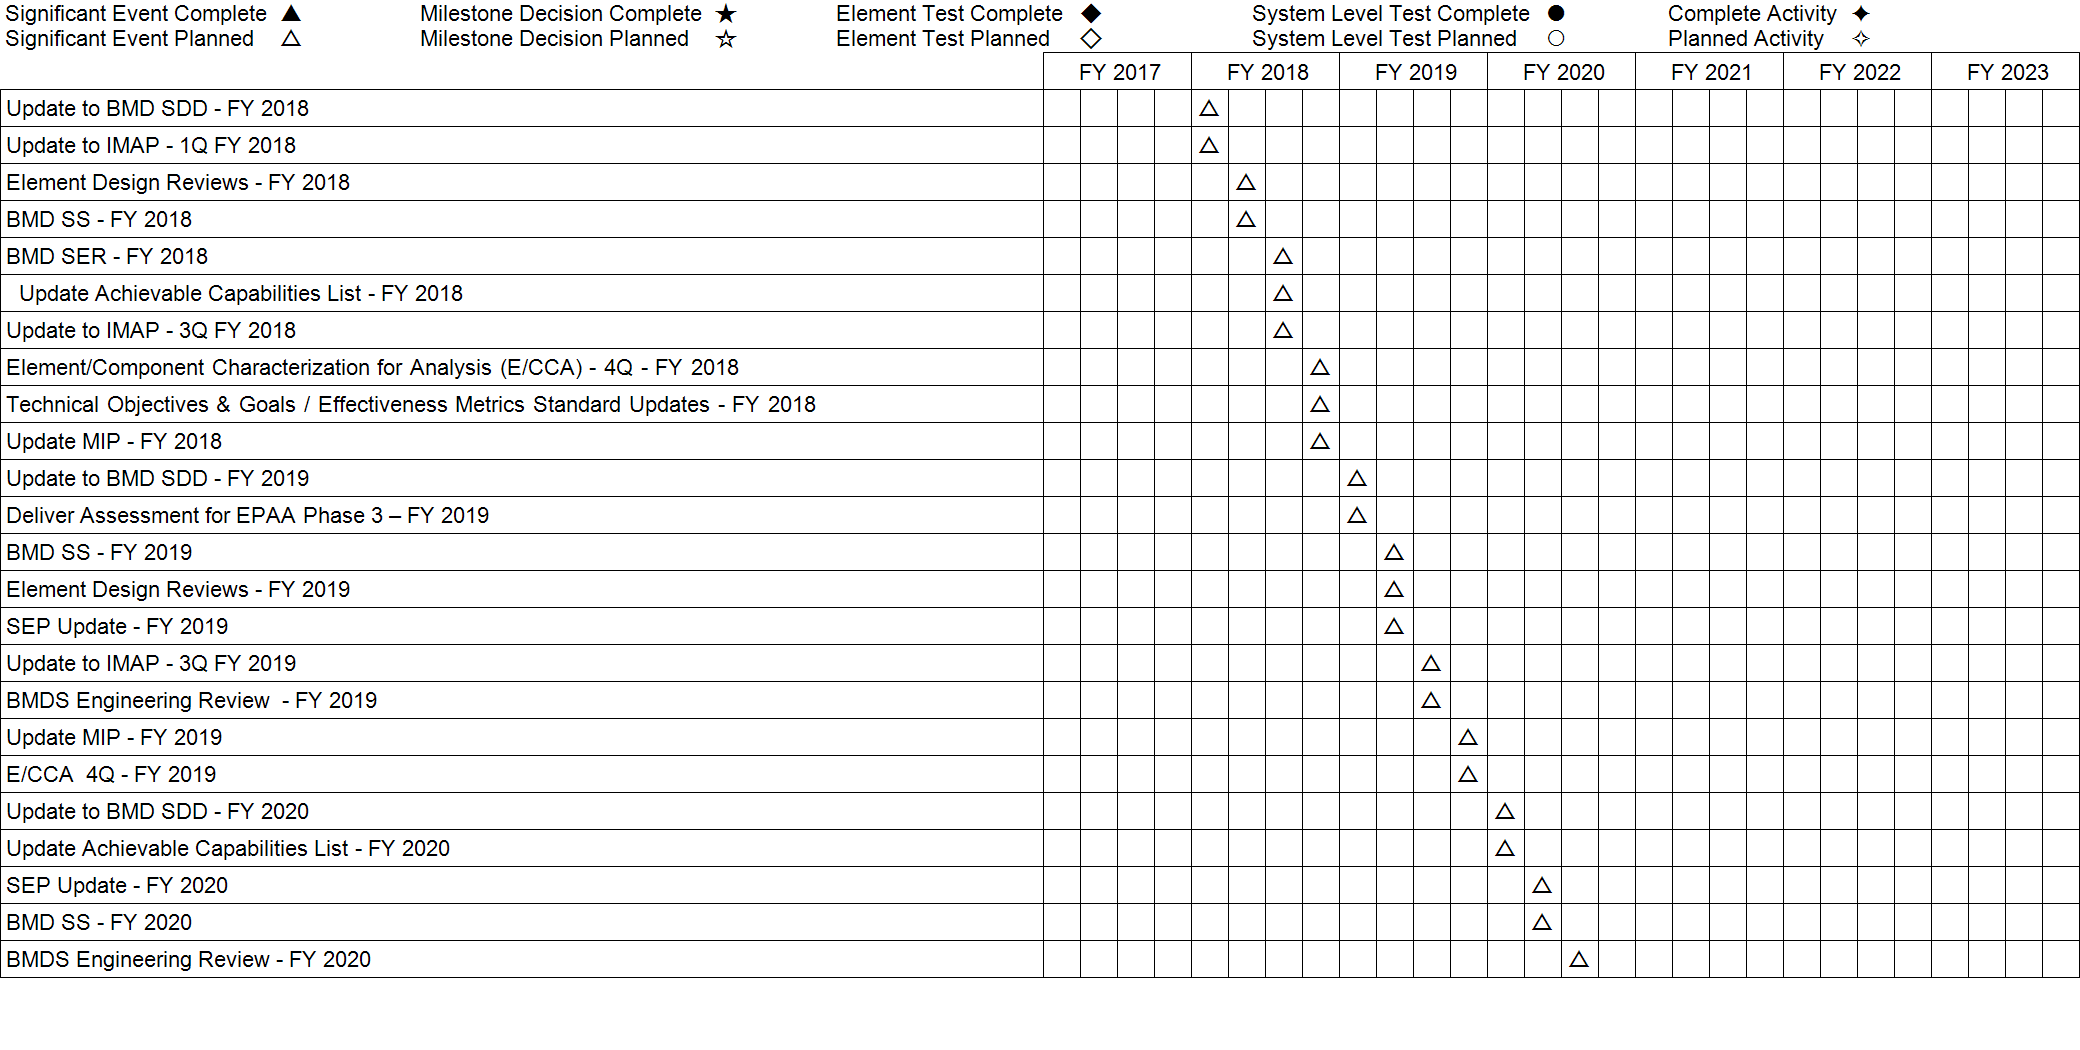 Significant Event Complete ▲ Milestone Decision Complete ★ Element Test Complete ◆ System Level Test Complete ● Complete Activity ✦
Significant Event Planned △ Milestone Decision Planned ☆ Element Test Planned ◇ System Level Test Planned ○ Planned Activity ✧
FY 2017 FY 2018 FY 2019 FY 2020 FY 2021 FY 2022 FY 2023
Update to BMD SDD - FY 2018 △
Update to IMAP - 1Q FY 2018 △
Element Design Reviews - FY 2018 △
BMD SS - FY 2018 △
BMD SER - FY 2018 △
Update Achievable Capabilities List - FY 2018 △
Update to IMAP - 3Q FY 2018 △
Element/Component Characterization for Analysis (E/CCA) - 4Q - FY 2018 △
Technical Objectives & Goals / Effectiveness Metrics Standard Updates - FY 2018 △
Update MIP - FY 2018 △
Update to BMD SDD - FY 2019 △
Deliver Assessment for EPAA Phase 3 – FY 2019 △
BMD SS - FY 2019 △
Element Design Reviews - FY 2019 △
SEP Update - FY 2019 △
Update to IMAP - 3Q FY 2019 △
BMDS Engineering Review  - FY 2019 △
Update MIP - FY 2019 △
E/CCA  4Q - FY 2019 △
Update to BMD SDD - FY 2020 △
Update Achievable Capabilities List - FY 2020 △
SEP Update - FY 2020 △
BMD SS - FY 2020 △
BMDS Engineering Review - FY 2020 △